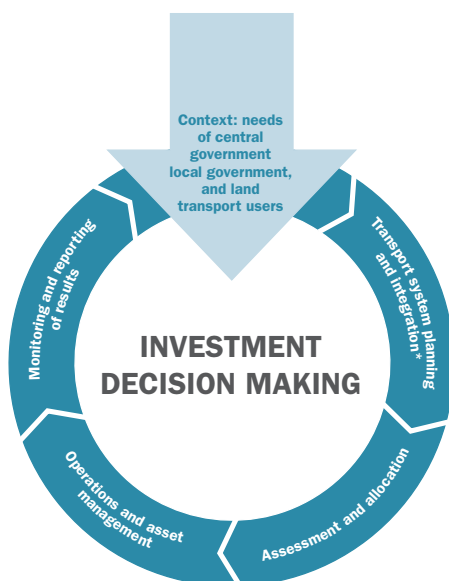 Context: needs
of central
government
local government,
and land
transport users
Transport system planning
and integration*
Assessment and allocation
Operations and asset
management
Monitoring and reporting
of results
INVESTMENT
DECISION MAKING